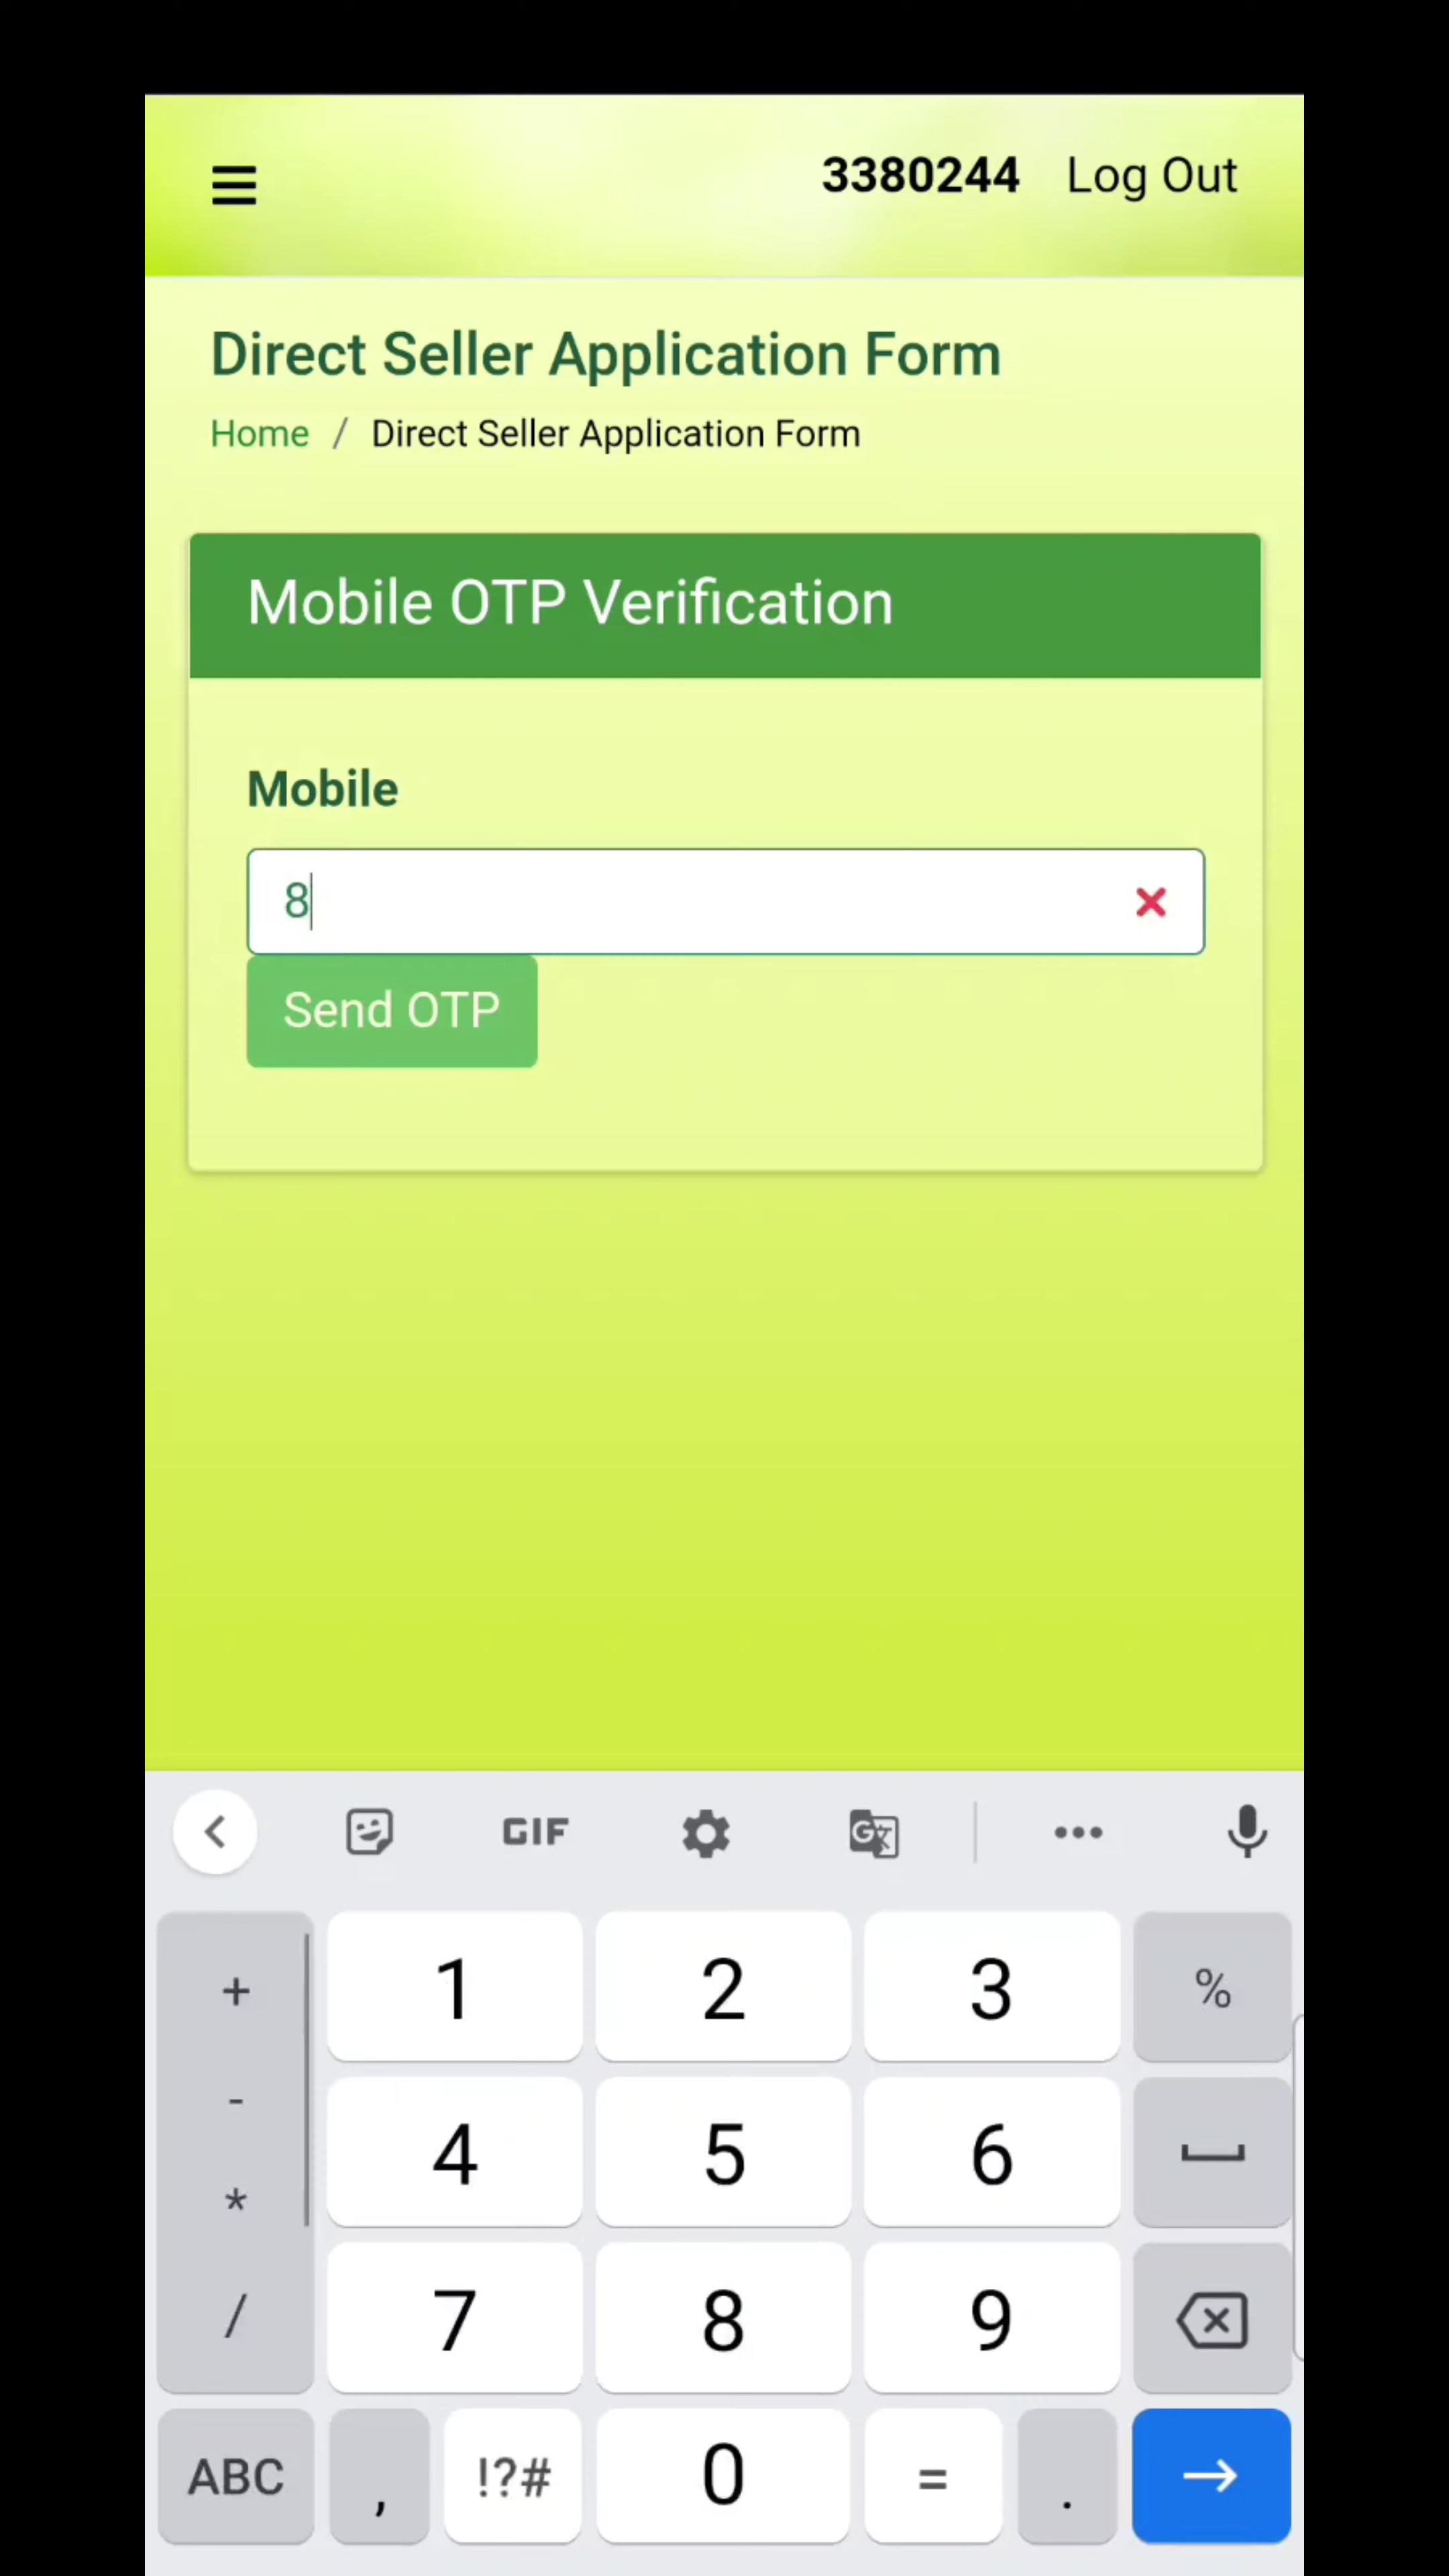 3380244 Log Out
Direct Seller Application Form
Home / Direct Seller Application Form
Mobile OTP Verification
Mobile
8
Send OTP
GIF
+ 1 2 3 %
- 4 5 6
*
/ 7 8 9
ABC , !?# 0 = .